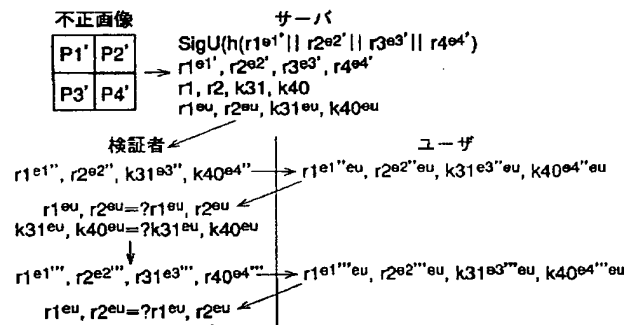 不正画像
サーバ
P1' P2'
P3' P4'
SigU(h(r1e1'|| r2e2'|| r3e3'|| r4e4')
r1e1', r2e2', r3e3', r4e4'
r1, r2, k31, k40
r1eu, r2eu, k31eu, k40eu
検証者
ユーザ
r1e1'', r2e2'', k31e3'', k40e4''
r1e1''eu, r2e2''eu, k31e3''eu, k40e4''eu
r1eu, r2eu=?r1eu, r2eu
k31eu, k40eu=?k31eu, k40eu
r1e1''', r2e2''', r31e3''', r40e4'''
r1e1'''eu, r2e2'''eu, k31e3'''eu, k40e4'''eu
r1eu, r2eu=?r1eu, r2eu